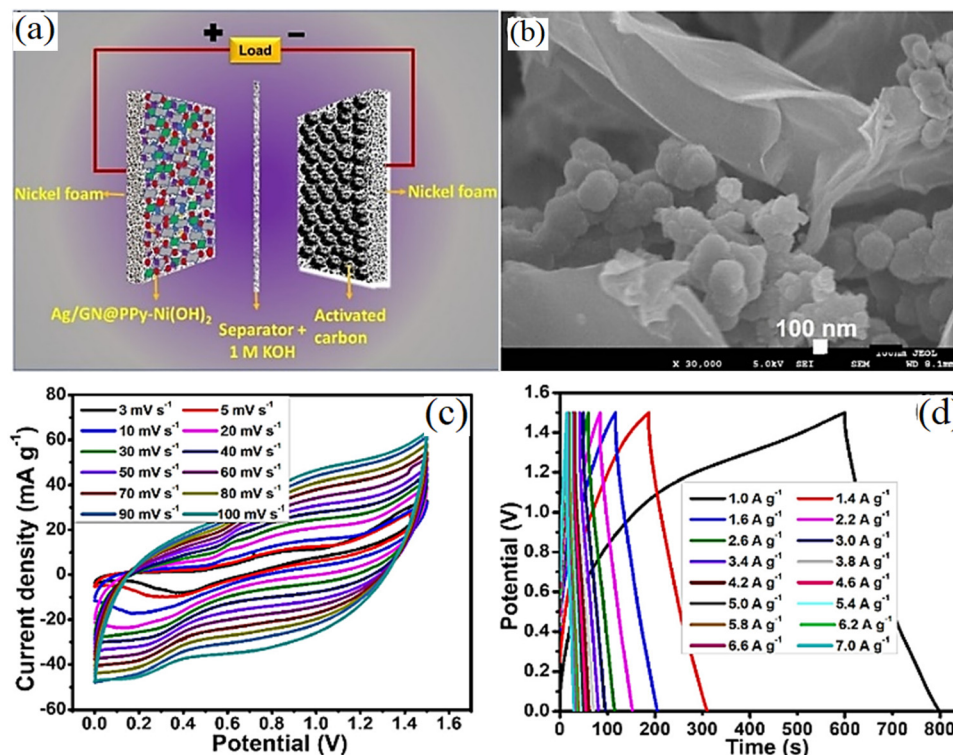 (a)
+ Load −
Nickel foam
Nickel foam
Ag/GN@PPy-Ni(OH)₂
Separator +
1 M KOH
Activated
carbon
(b)
100 nm
X 30,000 5.0kV SEI SEM WD 9.1mm
JEOL
(c)
Current density (mA g⁻¹)
80
60
40
20
0
-20
-40
-60
3 mV s⁻¹ 5 mV s⁻¹
10 mV s⁻¹ 20 mV s⁻¹
30 mV s⁻¹ 40 mV s⁻¹
50 mV s⁻¹ 60 mV s⁻¹
70 mV s⁻¹ 80 mV s⁻¹
90 mV s⁻¹ 100 mV s⁻¹
0.0 0.2 0.4 0.6 0.8 1.0 1.2 1.4 1.6
Potential (V)
(d)
Potential (V)
1.6
1.4
1.2
1.0
0.8
0.6
0.4
0.2
0.0
1.0 A g⁻¹ 1.4 A g⁻¹
1.6 A g⁻¹ 2.2 A g⁻¹
2.6 A g⁻¹ 3.0 A g⁻¹
3.4 A g⁻¹ 3.8 A g⁻¹
4.2 A g⁻¹ 4.6 A g⁻¹
5.0 A g⁻¹ 5.4 A g⁻¹
5.8 A g⁻¹ 6.2 A g⁻¹
6.6 A g⁻¹ 7.0 A g⁻¹
0 100 200 300 400 500 600 700 800
Time (s)